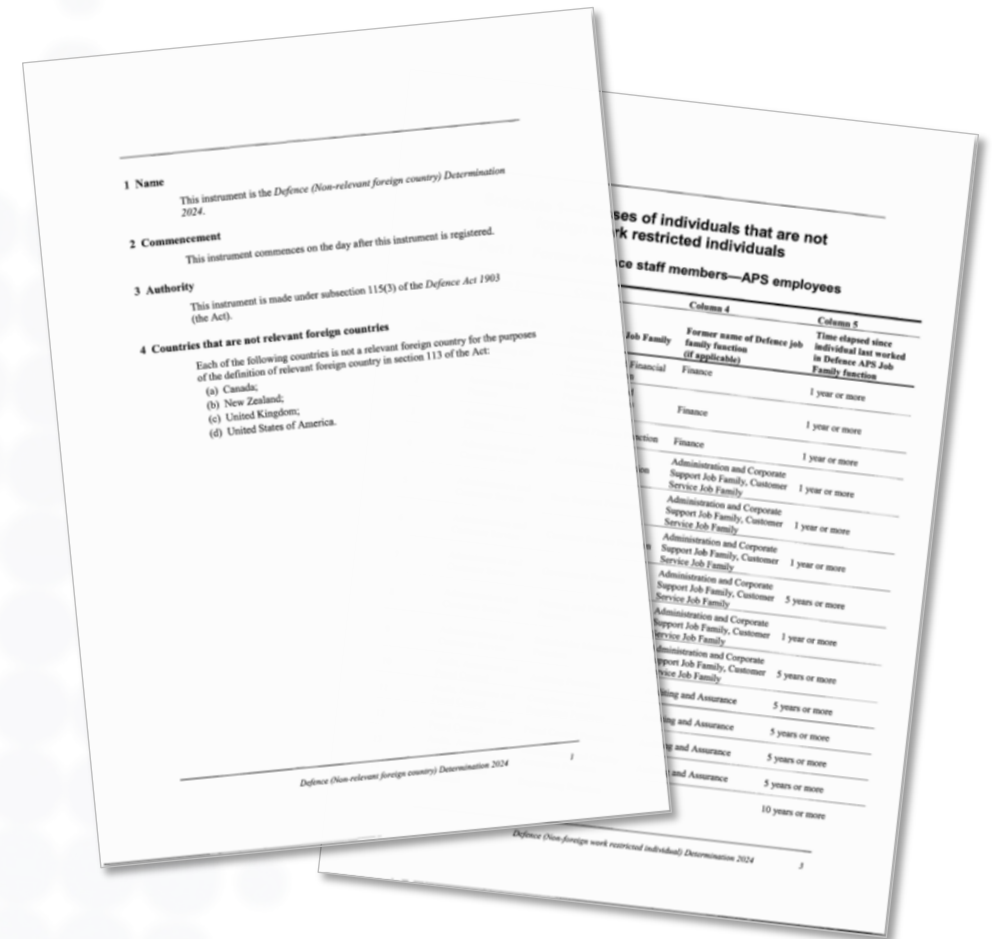 1 Name
This instrument is the Defence (Non-relevant foreign country) Determination
2024.
2 Commencement
This instrument commences on the day after this instrument is registered.
3 Authority
This instrument is made under subsection 115(3) of the Defence Act 1903
(the Act).
4 Countries that are not relevant foreign countries
Each of the following countries is not a relevant foreign country for the purposes
of the definition of relevant foreign country in section 113 of the Act:
(a) Canada;
(b) New Zealand;
(c) United Kingdom;
(d) United States of America.
Defence (Non-relevant foreign country) Determination 2024
1
ses of individuals that are not
rk restricted individuals
ce staff members—APS employees
Column 4
Column 5
Job Family
Former name of Defence job
family function
(if applicable)
Time elapsed since
individual last worked
in Defence APS Job
Family function
Financial
Finance
1 year or more
Finance
1 year or more
Finance
1 year or more
Administration and Corporate
Support Job Family, Customer
Service Job Family
1 year or more
Administration and Corporate
Support Job Family, Customer
Service Job Family
1 year or more
Administration and Corporate
Support Job Family, Customer
Service Job Family
1 year or more
Administration and Corporate
Support Job Family, Customer
Service Job Family
5 years or more
Administration and Corporate
Support Job Family, Customer
Service Job Family
1 year or more
dministration and Corporate
pport Job Family, Customer
vice Job Family
5 years or more
iting and Assurance
5 years or more
ing and Assurance
5 years or more
g and Assurance
5 years or more
and Assurance
5 years or more
10 years or more
Defence (Non-foreign work restricted individual) Determination 2024
3